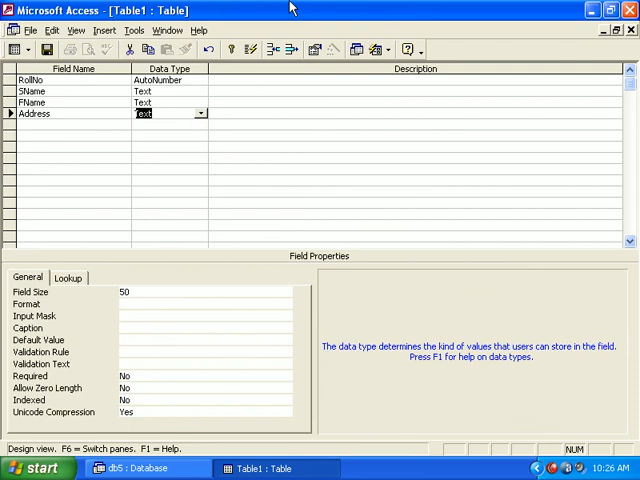 Microsoft Access - [Table1 : Table]
File Edit View Insert Tools Window Help
Field Name Data Type Description
RollNo AutoNumber
SName Text
FName Text
Address Text
Field Properties
General Lookup
Field Size 50
Format
Input Mask
Caption
Default Value
Validation Rule
Validation Text
Required No
Allow Zero Length No
Indexed No
Unicode Compression Yes
The data type determines the kind of values that users can store in the field.
Press F1 for help on data types.
Design view. F6 = Switch panes. F1 = Help.
NUM
start db5 : Database Table1 : Table 10:26 AM